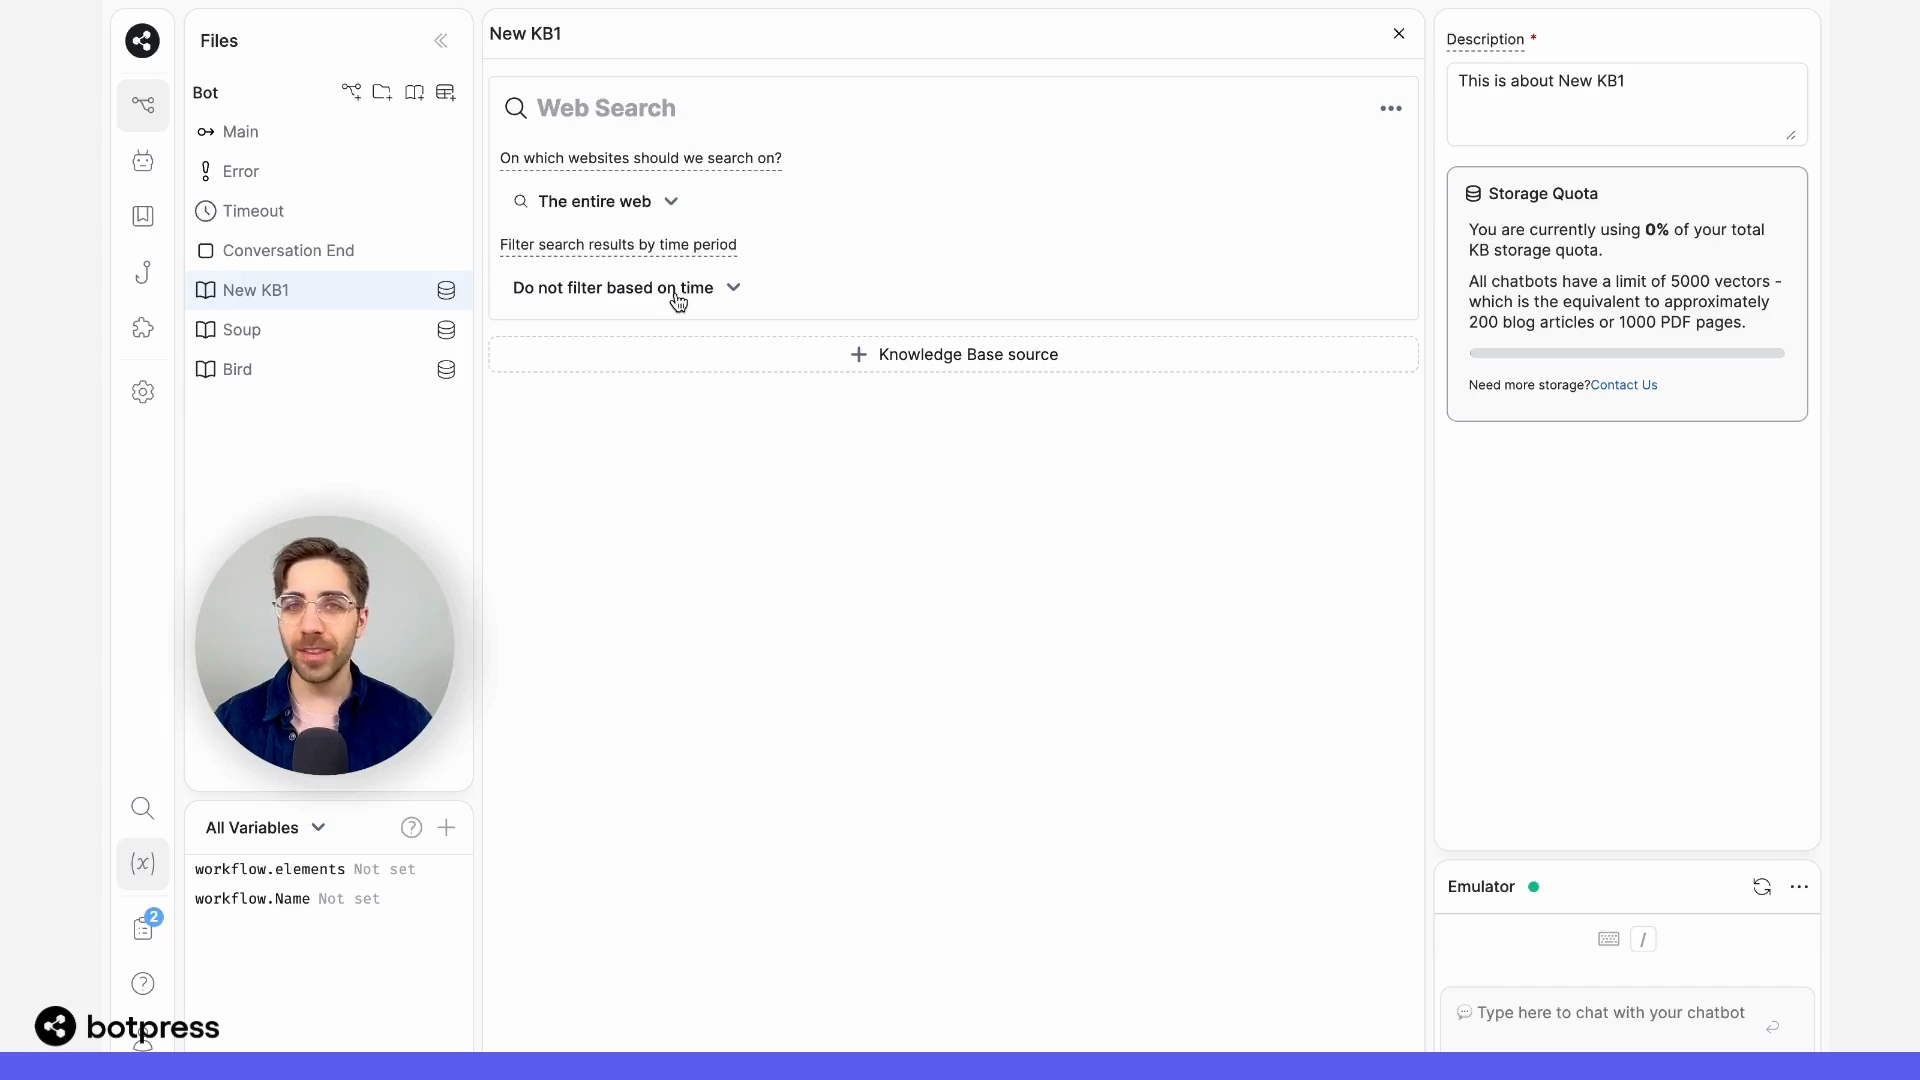 Files
Bot
Main
Error
Timeout
Conversation End
New KB1
Soup
Bird
All Variables
workflow.elements Not set
workflow.Name Not set
2
botpress
New KB1
Web Search
On which websites should we search on?
The entire web
Filter search results by time period
Do not filter based on time
+ Knowledge Base source
Description *
This is about New KB1
Storage Quota
You are currently using 0% of your total
KB storage quota.
All chatbots have a limit of 5000 vectors -
which is the equivalent to approximately
200 blog articles or 1000 PDF pages.
Need more storage?Contact Us
Emulator
/
Type here to chat with your chatbot